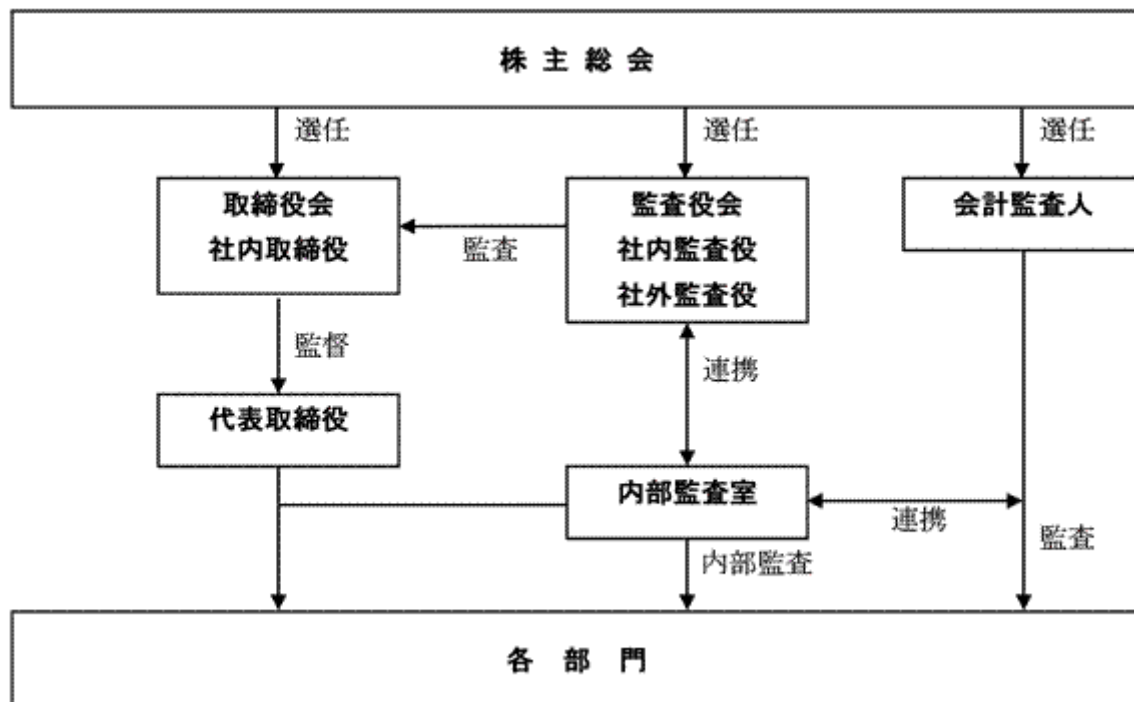 株主総会
選任
選任
選任
取締役会
社内取締役
監査
監査役会
社内監査役
社外監査役
会計監査人
監督
連携
代表取締役
内部監査室
連携
監査
内部監査
各部門